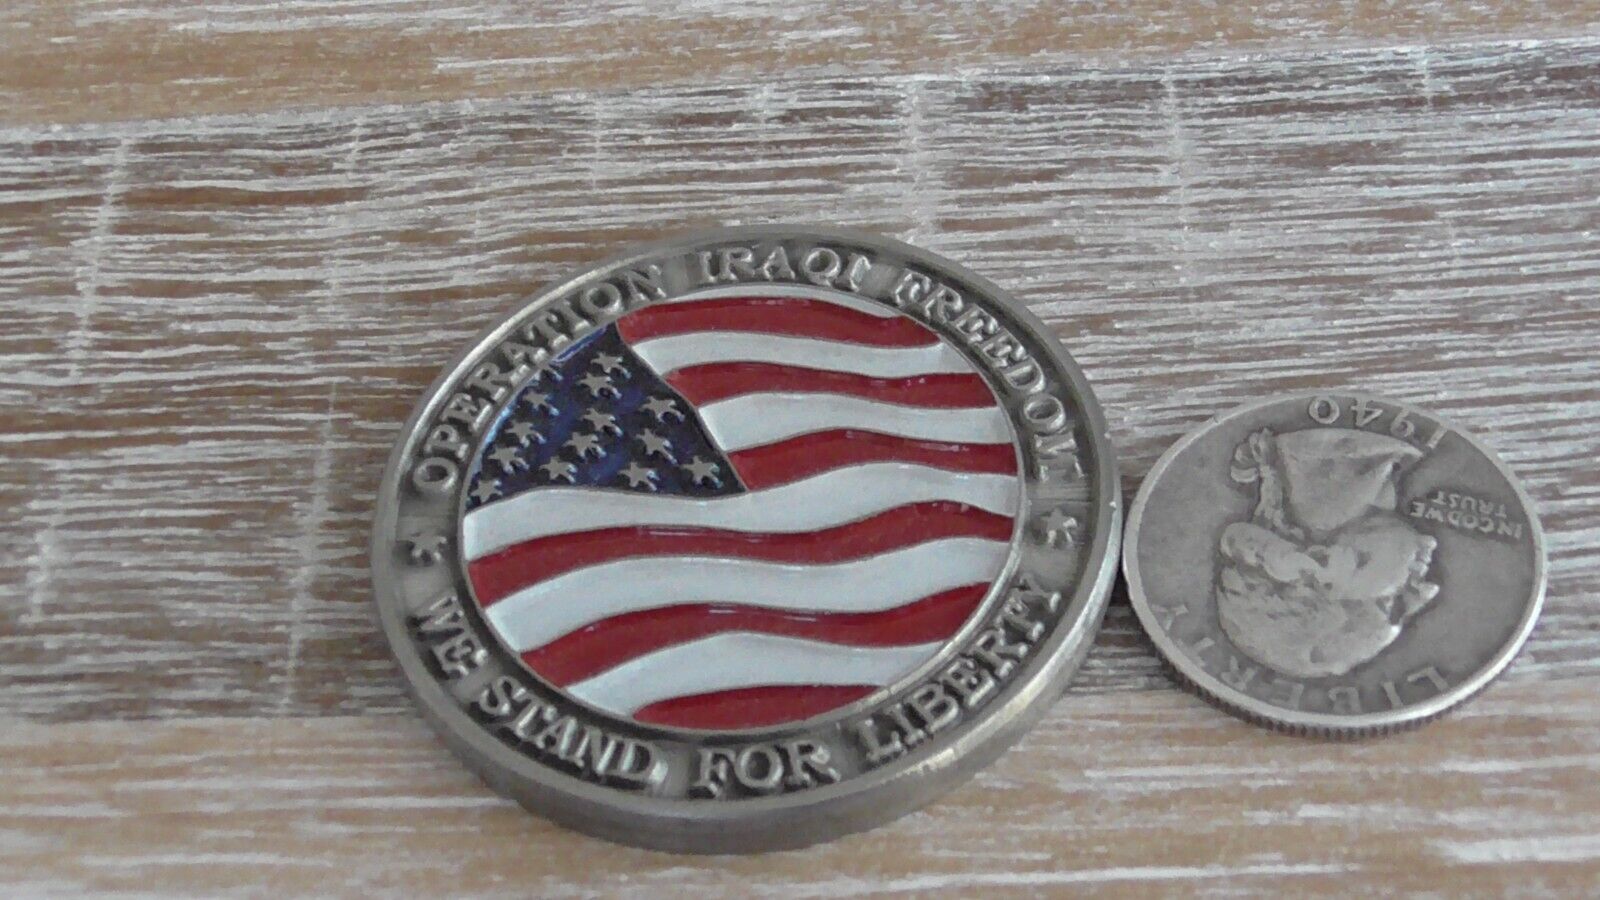 OPERATION IRAQI FREEDOM
WE STAND FOR LIBERTY
LIBERTY
IN GOD WE
TRUST
1940